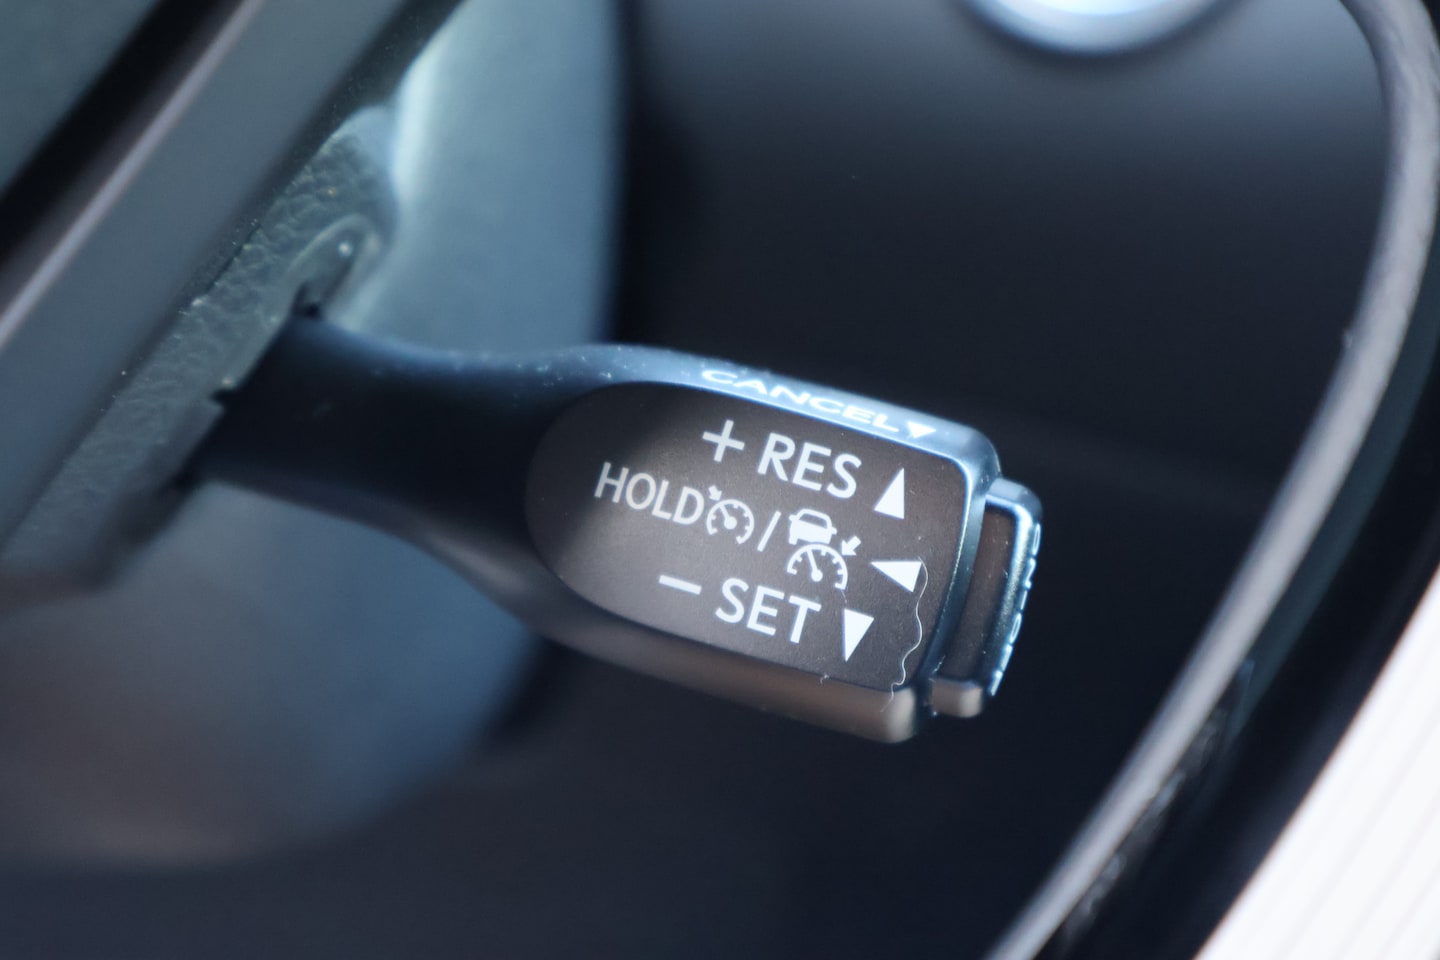 CANCEL▼
+ RES ▲
HOLD /
− SET ▼